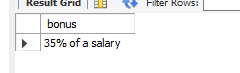 Result Grid Filter Rows:
bonus
35% of a salary